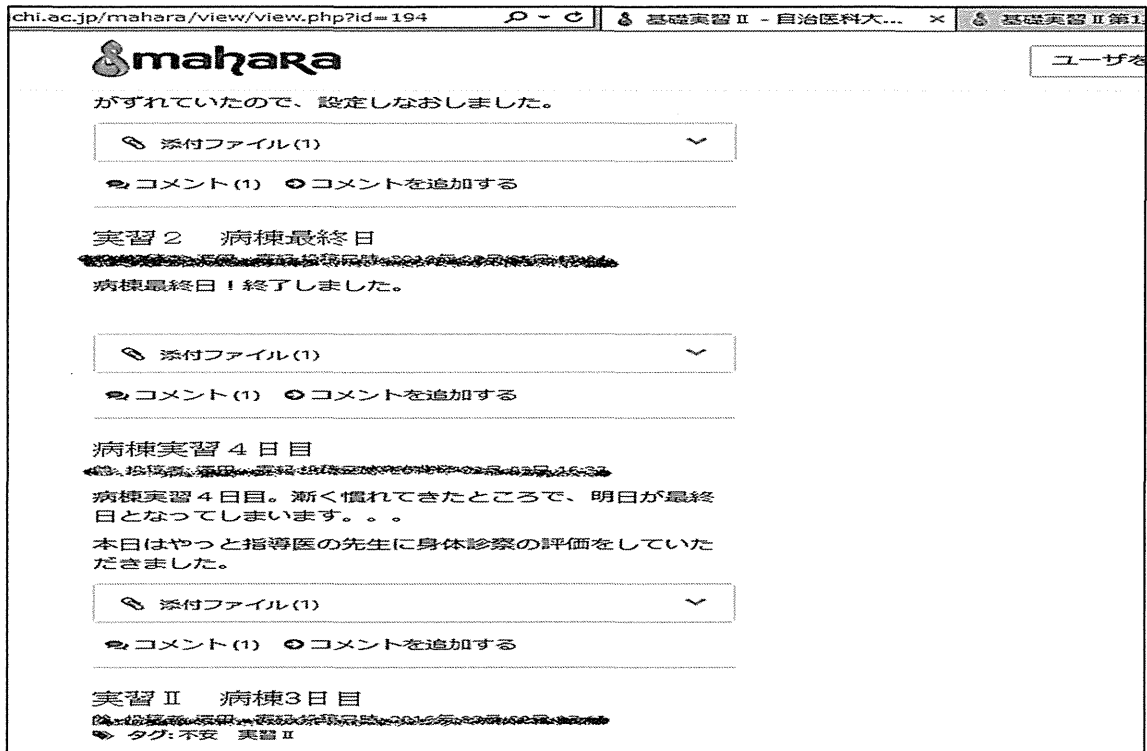 chi.ac.jp/mahara/view/view.php?id=194
基礎実習Ⅱ - 自治医科大... ×
基礎実習Ⅱ第1
mahara
ユーザを
がずれていたので、設定しなおしました。
添付ファイル(1)
コメント(1) コメントを追加する
実習2 病棟最終日
病棟最終日!終了しました。
添付ファイル(1)
コメント(1) コメントを追加する
病棟実習4日目
病棟実習4日目。漸く慣れてきたところで、明日が最終
日となってしまいます。。。
本日はやっと指導医の先生に身体診察の評価をしていた
だきました。
添付ファイル(1)
コメント(1) コメントを追加する
実習Ⅱ 病棟3日目
タグ:不安 実習Ⅱ